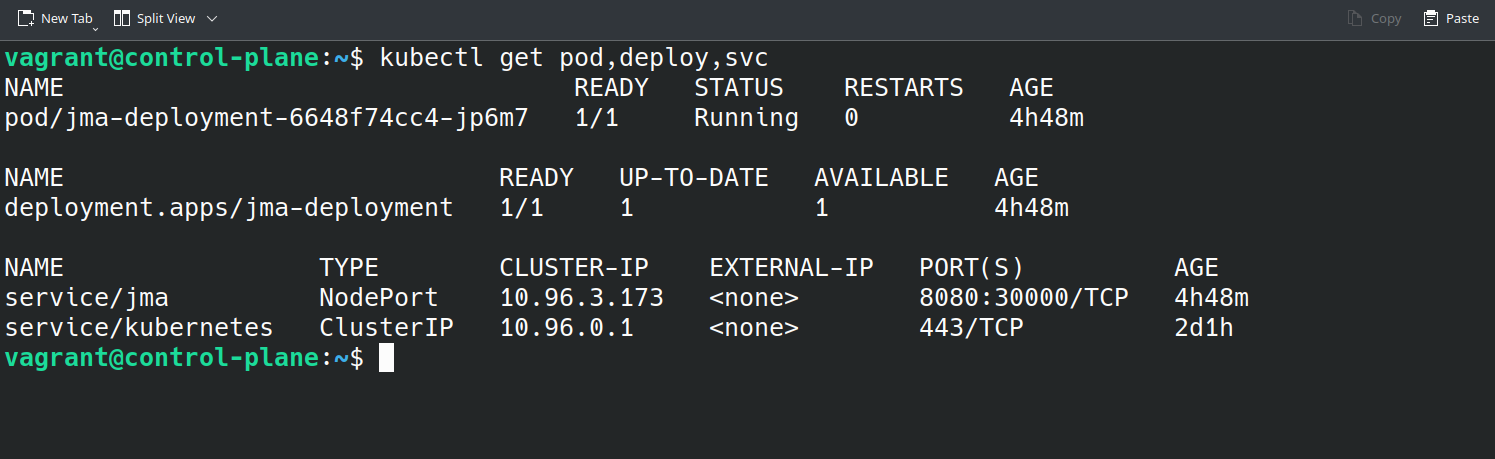 New Tab Split View Copy Paste
vagrant@control-plane:~$ kubectl get pod,deploy,svc
NAME READY STATUS RESTARTS AGE
pod/jma-deployment-6648f74cc4-jp6m7 1/1 Running 0 4h48m
NAME READY UP-TO-DATE AVAILABLE AGE
deployment.apps/jma-deployment 1/1 1 1 4h48m
NAME TYPE CLUSTER-IP EXTERNAL-IP PORT(S) AGE
service/jma NodePort 10.96.3.173 <none> 8080:30000/TCP 4h48m
service/kubernetes ClusterIP 10.96.0.1 <none> 443/TCP 2d1h
vagrant@control-plane:~$